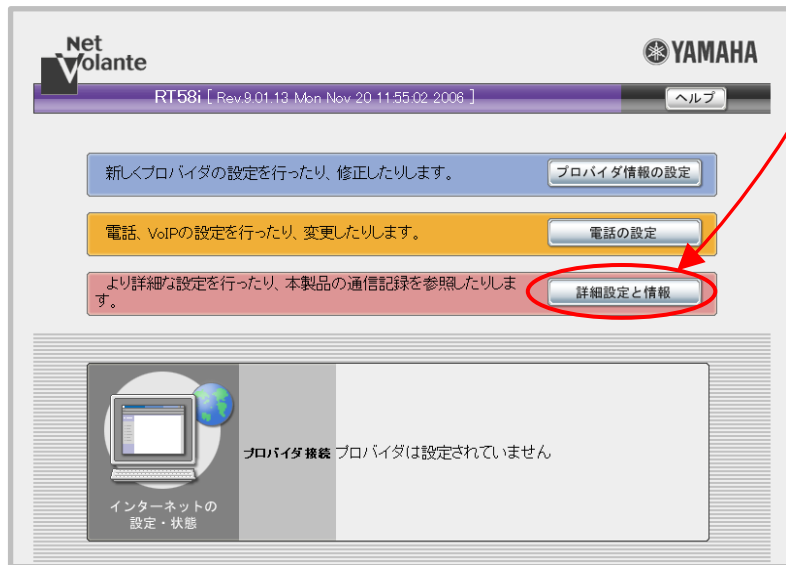 Net
Volante
YAMAHA
RT58i [ Rev.9.01.13 Mon Nov 20 11:55:02 2006 ]
ヘルプ
新しくプロバイダの設定を行ったり、修正したりします。
プロバイダ情報の設定
電話、VoIPの設定を行ったり、変更したりします。
電話の設定
より詳細な設定を行ったり、本製品の通信記録を参照したりしま
す。
詳細設定と情報
プロバイダ接続 プロバイダは設定されていません
インターネットの
設定・状態